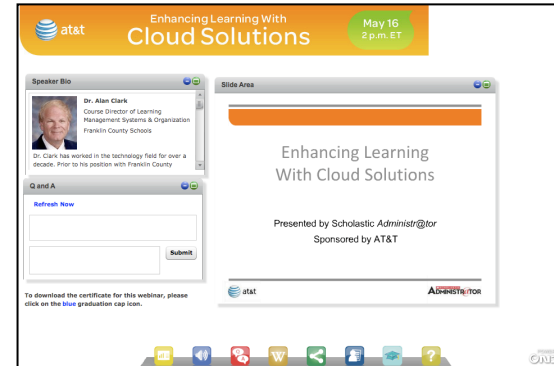 at&t
Enhancing Learning With
Cloud Solutions
May 16
2 p.m. ET
Speaker Bio
Dr. Alan Clark
Course Director of Learning
Management Systems & Organization
Franklin County Schools
Dr. Clark has worked in the technology field for over a
decade. Prior to his position with Franklin County
Q and A
Refresh Now
Submit
To download the certificate for this webinar, please
click on the blue graduation cap icon.
Slide Area
Enhancing Learning
With Cloud Solutions
Presented by Scholastic Administr@tor
Sponsored by AT&T
at&t
ADMINISTR@TOR
W
?